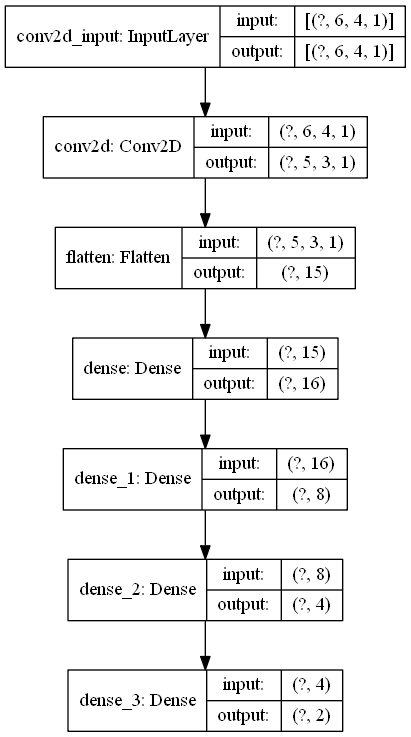 conv2d_input: InputLayer
input: [(?, 6, 4, 1)]
output: [(?, 6, 4, 1)]
conv2d: Conv2D
input: (?, 6, 4, 1)
output: (?, 5, 3, 1)
flatten: Flatten
input: (?, 5, 3, 1)
output: (?, 15)
dense: Dense
input: (?, 15)
output: (?, 16)
dense_1: Dense
input: (?, 16)
output: (?, 8)
dense_2: Dense
input: (?, 8)
output: (?, 4)
dense_3: Dense
input: (?, 4)
output: (?, 2)